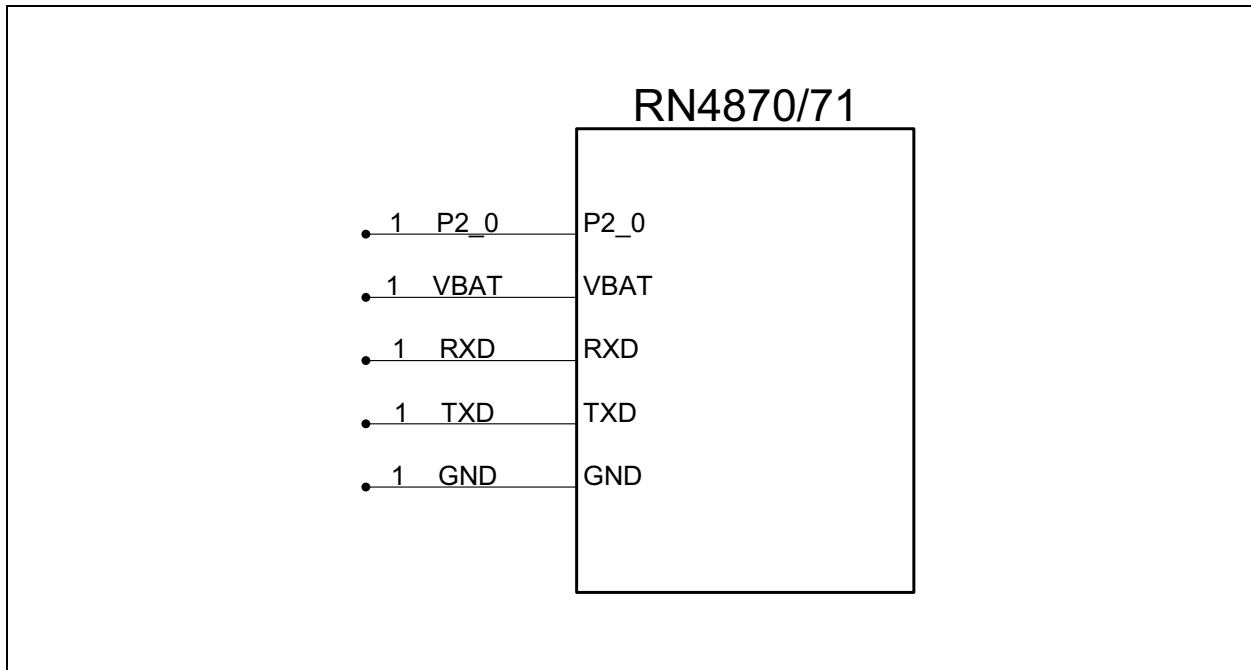 RN4870/71
1 P2_0 P2_0
1 VBAT VBAT
1 RXD RXD
1 TXD TXD
1 GND GND